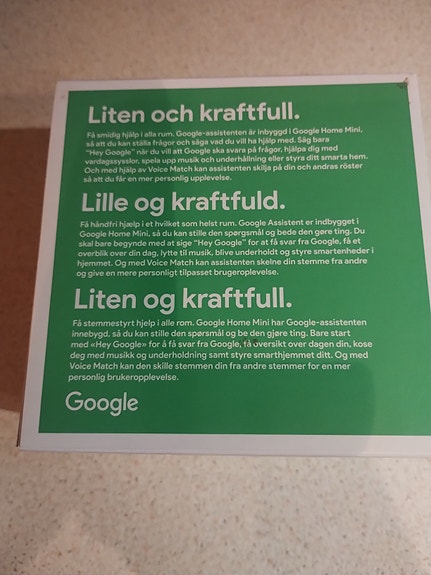 Liten och kraftfull.
Få smidig hjälp i alla rum. Google-assistenten är inbyggd i Google Home Mini,
så att du kan ställa frågor och säga vad du vill ha hjälp med. Säg bara
"Hey Google" när du vill att Google ska svara på frågor, hjälpa dig med
vardagssysslor, spela upp musik och underhållning eller styra ditt smarta hem.
Och med hjälp av Voice Match kan assistenten skilja på din och andras röster
så att du får en mer personlig upplevelse.
Lille og kraftfuld.
Få håndfri hjælp i et hvilket som helst rum. Google Assistent er indbygget i
Google Home Mini, så du kan stille den spørgsmål og bede den gøre ting. Du
skal bare begynde med at sige "Hey Google" for at få svar fra Google, få et
overblik over din dag, lytte til musik, blive underholdt og styre smartenheder i
hjemmet. Og med Voice Match kan assistenten skelne din stemme fra andre
og give en mere personligt tilpasset brugeroplevelse.
Liten og kraftfull.
Få stemmestyrt hjelp i alle rom. Google Home Mini har Google-assistenten
innebygd, så du kan stille den spørsmål og be den gjøre ting. Bare start
med «Hey Google» for å få svar fra Google, få oversikt over dagen din, kose
deg med musikk og underholdning samt styre smarthjemmet ditt. Og med
Voice Match kan den skille stemmen din fra andre stemmer for en mer
personlig brukeropplevelse.
Google